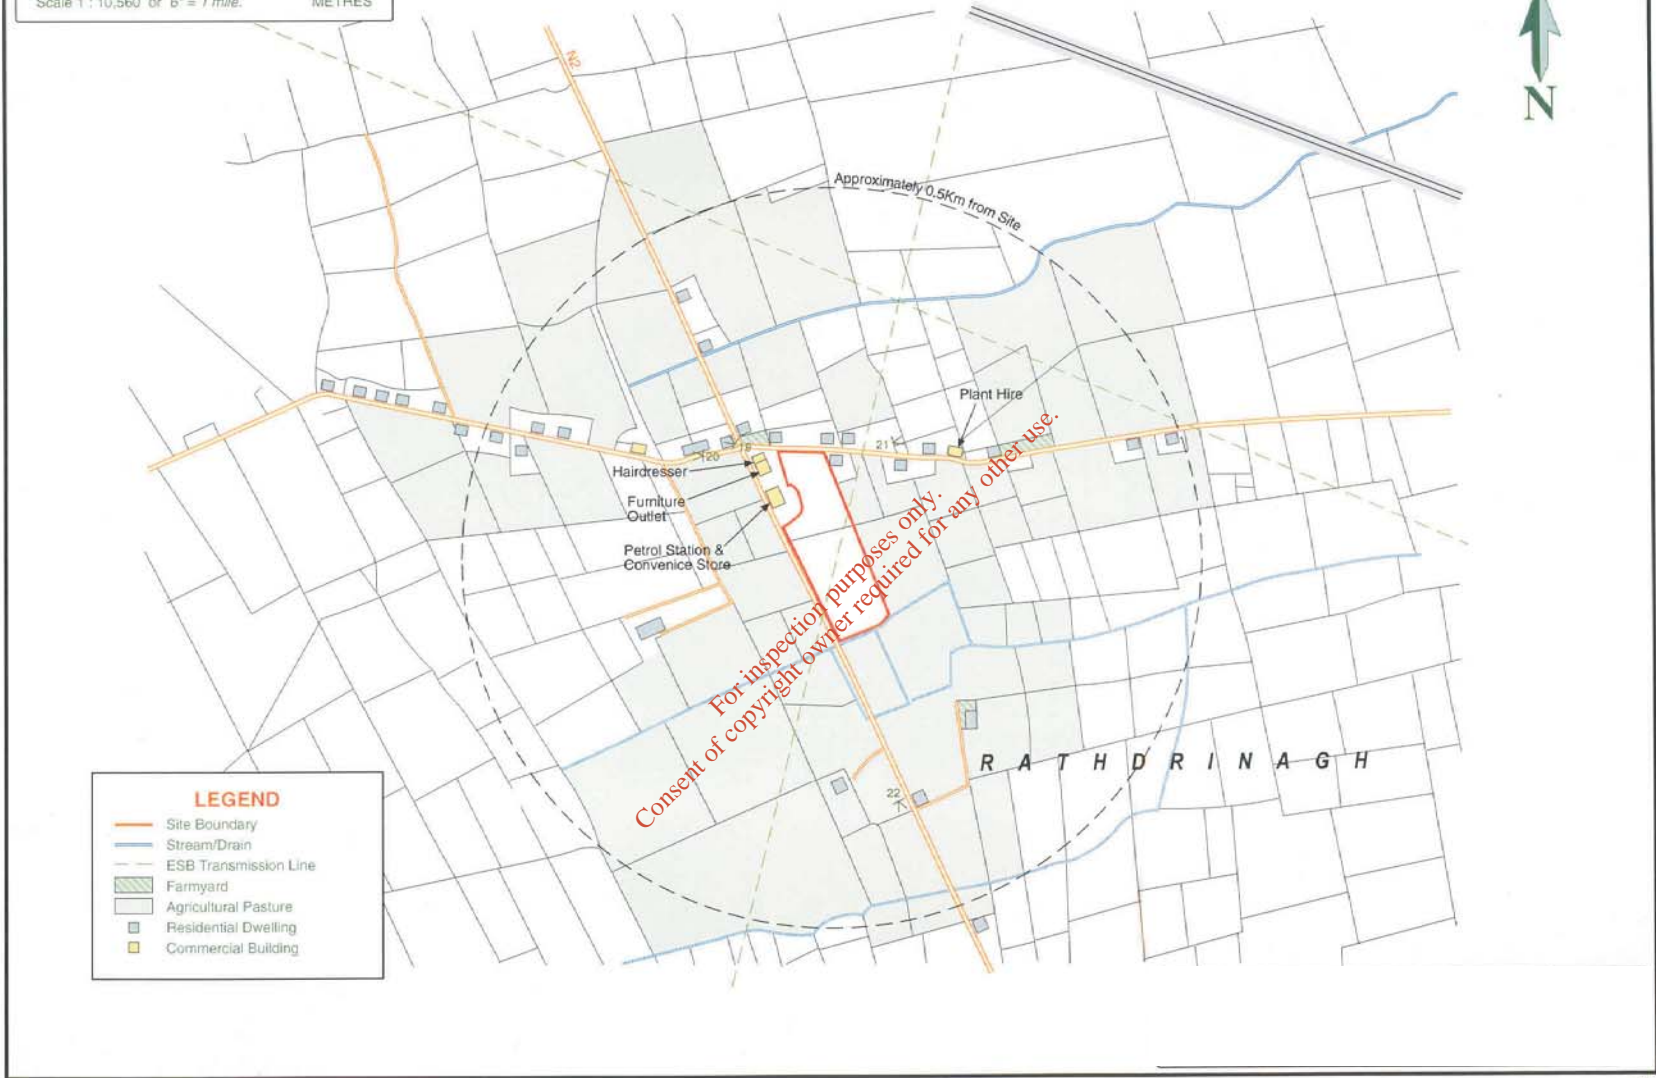 Scale 1 : 10,560 or 6" = 1 mile. METRES
N
N2
Approximately 0.5Km from Site
Plant Hire
21
20
Hairdresser
Furniture
Outlet
Petrol Station &
Convenice Store
For inspection purposes only.
Consent of copyright owner required for any other use.
RATHDRINAGH
22
LEGEND
Site Boundary
Stream/Drain
ESB Transmission Line
Farmyard
Agricultural Pasture
Residential Dwelling
Commercial Building